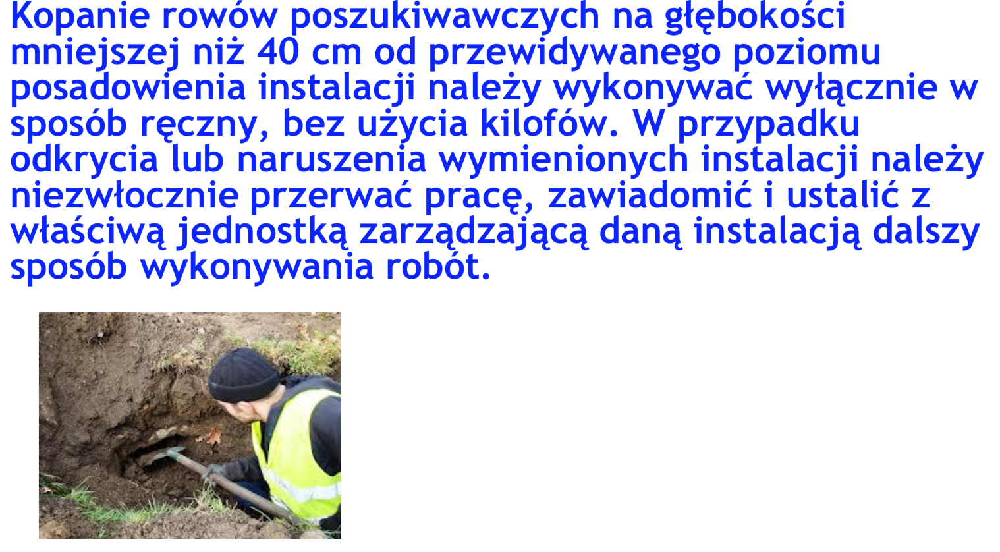 Kopanie rowów poszukiwawczych na głębokości
mniejszej niż 40 cm od przewidywanego poziomu
posadowienia instalacji należy wykonywać wyłącznie w
sposób ręczny, bez użycia kilofów. W przypadku
odkrycia lub naruszenia wymienionych instalacji należy
niezwłocznie przerwać pracę, zawiadomić i ustalić z
właściwą jednostką zarządzającą daną instalacją dalszy
sposób wykonywania robót.